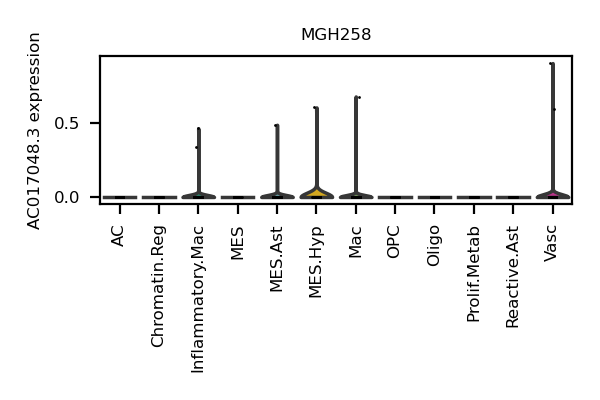 MGH258
AC017048.3 expression
0.5
0.0
AC
Chromatin.Reg
Inflammatory.Mac
MES
MES.Ast
MES.Hyp
Mac
OPC
Oligo
Prolif.Metab
Reactive.Ast
Vasc